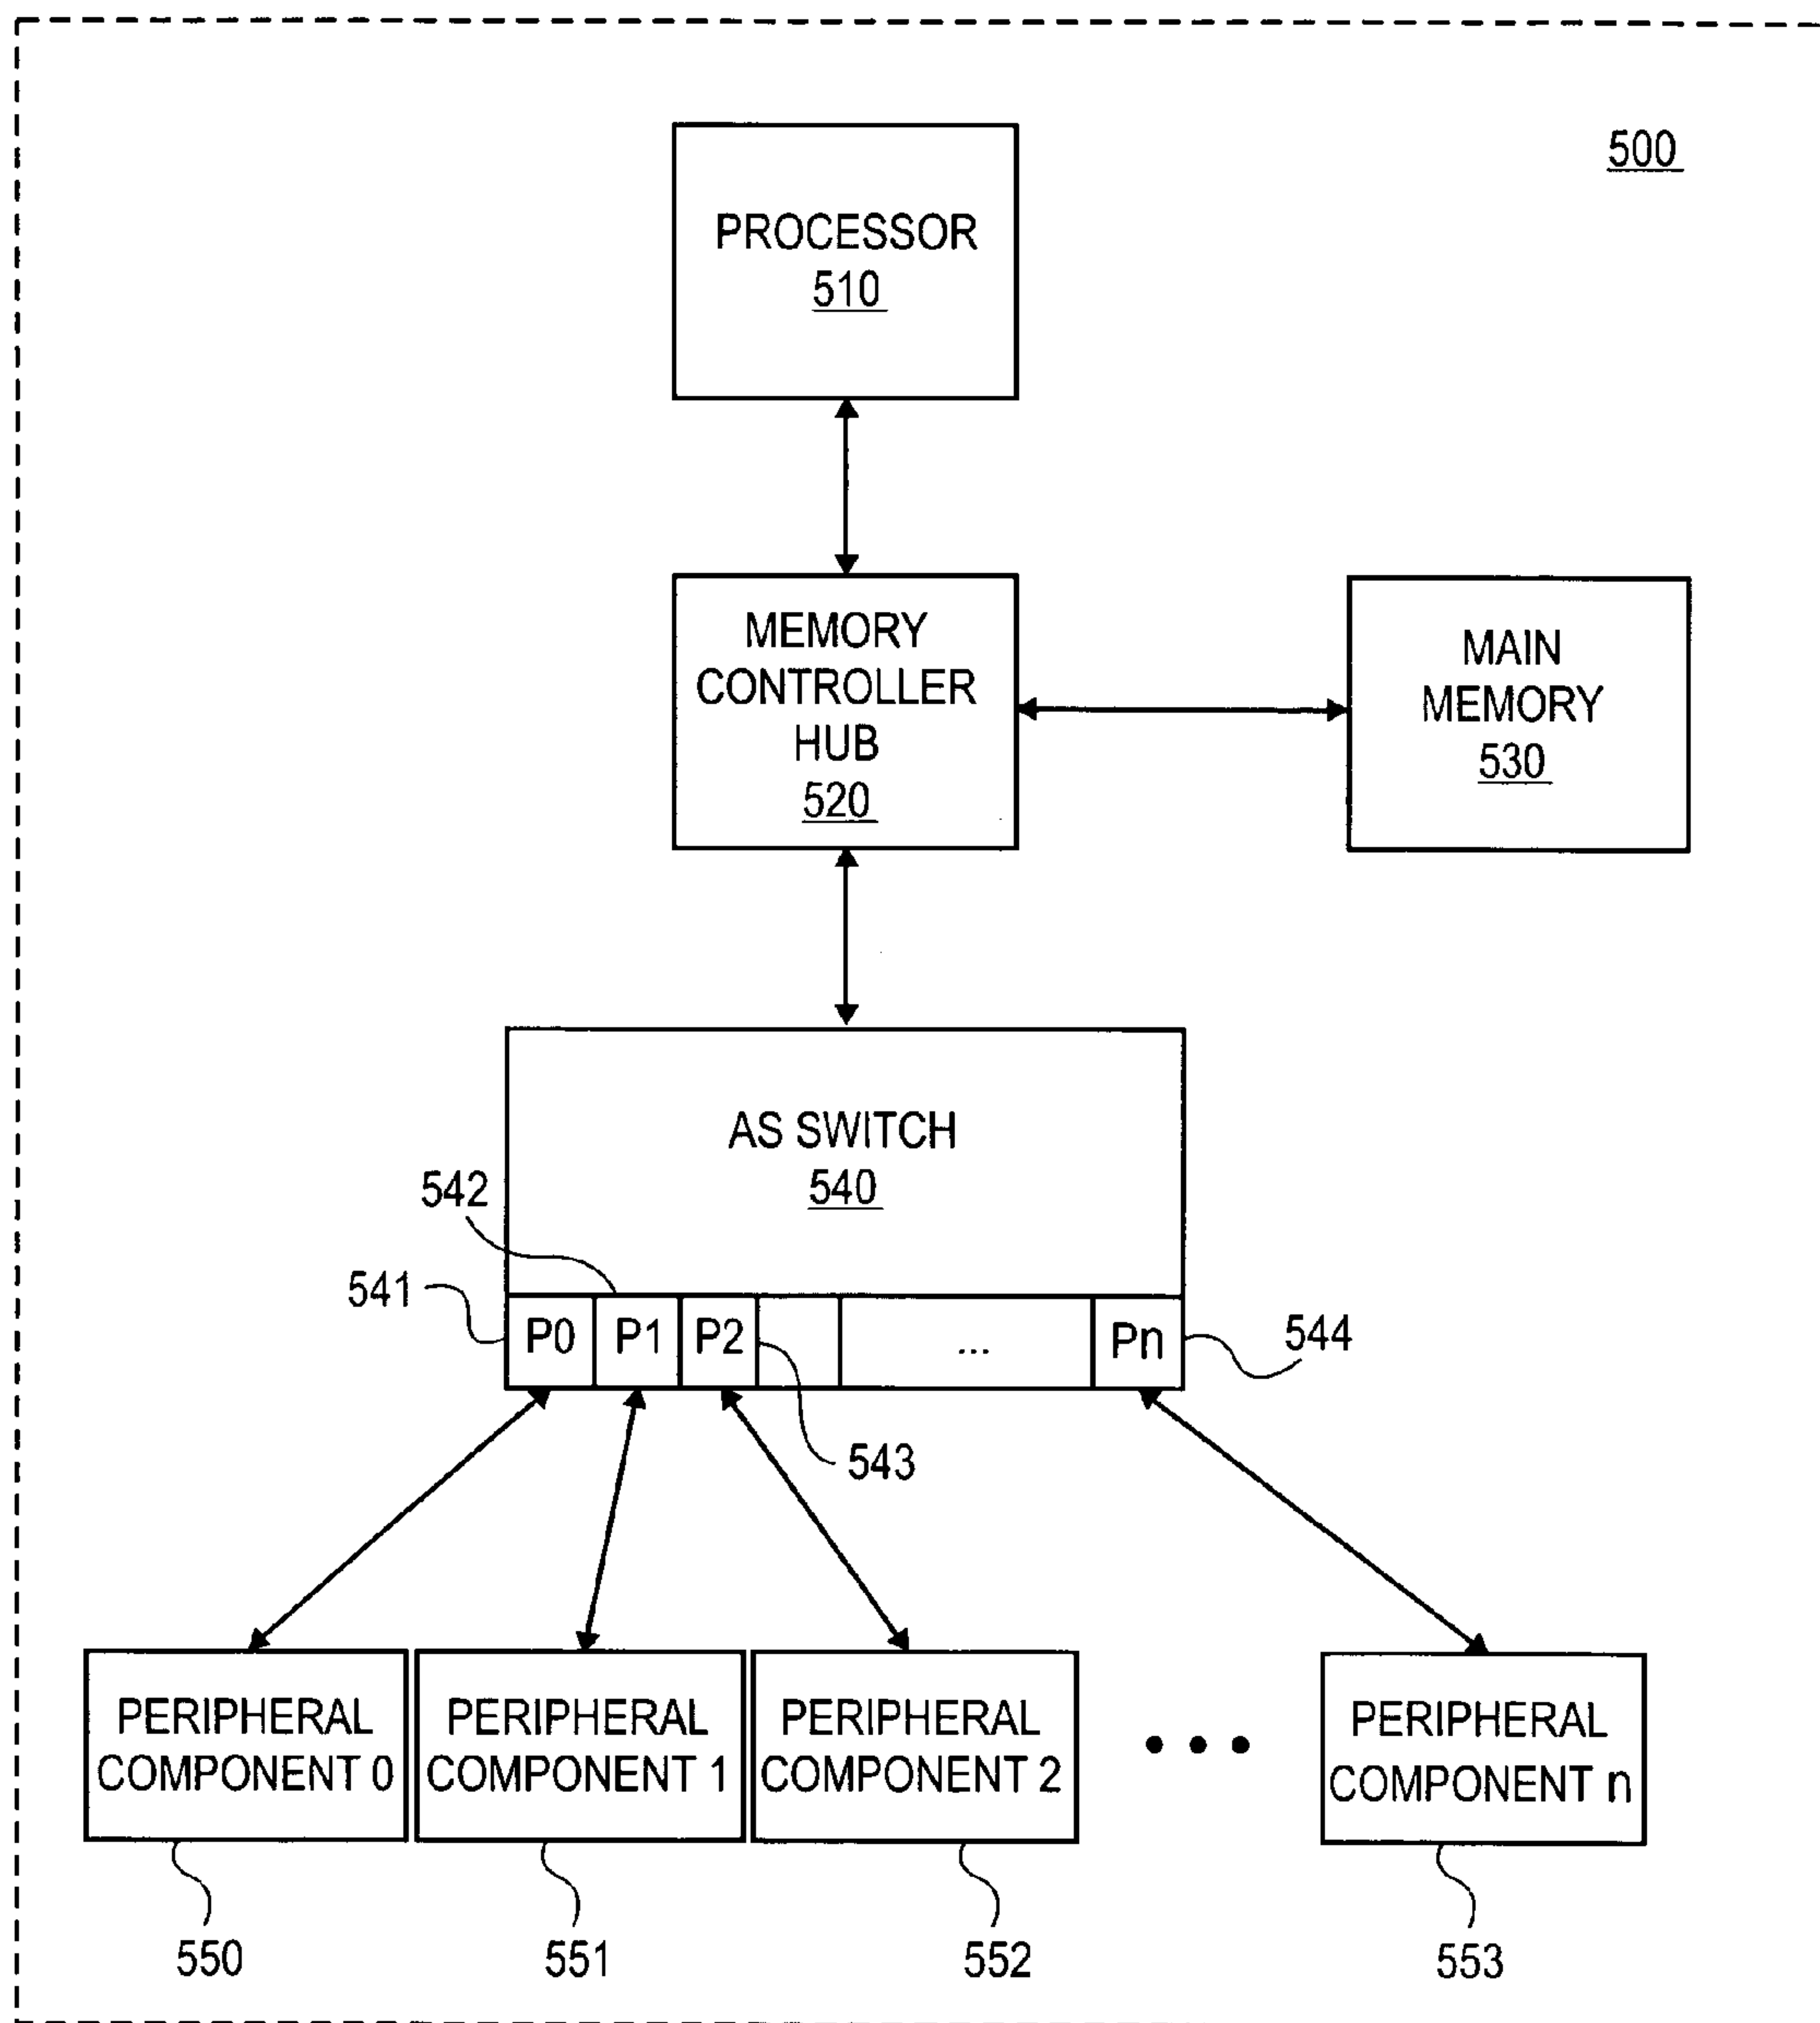 500
PROCESSOR
510
MEMORY
CONTROLLER
HUB
520
MAIN
MEMORY
530
AS SWITCH
540
542
541
P0 P1 P2 ... Pn
544
543
PERIPHERAL
COMPONENT 0
PERIPHERAL
COMPONENT 1
PERIPHERAL
COMPONENT 2
• • •
PERIPHERAL
COMPONENT n
550
551
552
553